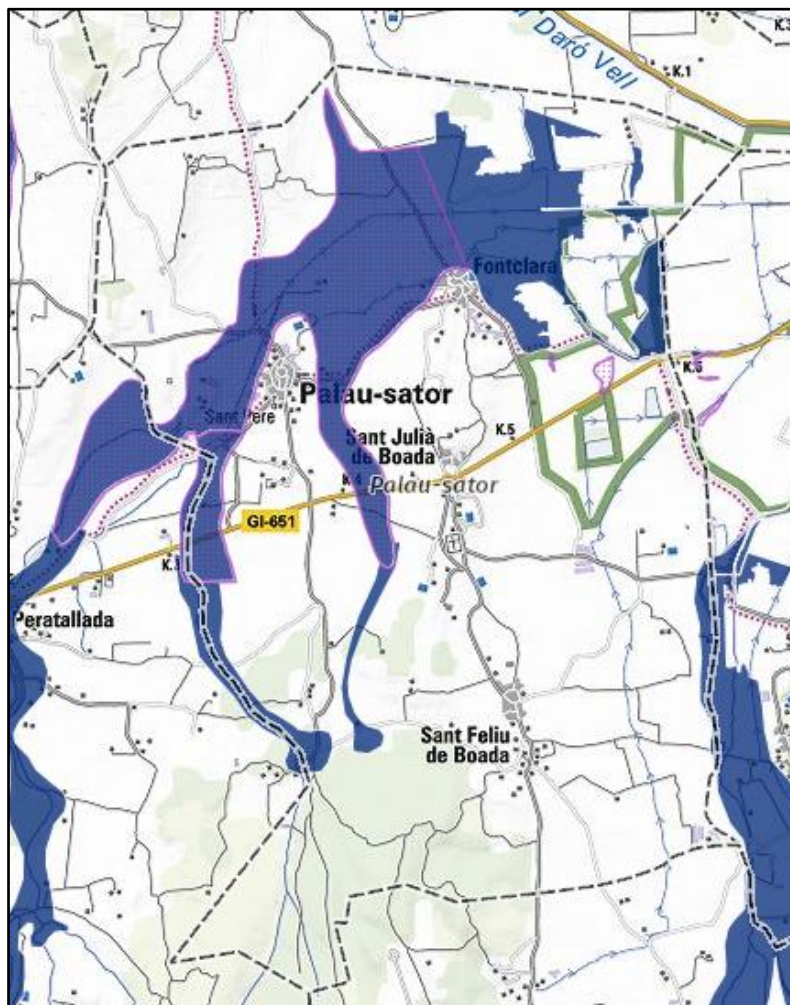 Daró Vell
K.1
K.3
Fontclara
K.6
Palau-sator
Sant Pere
Sant Julià
de Boada
K.5
K.4
Palau-sator
GI-651
K.3
Peratallada
Sant Feliu
de Boada